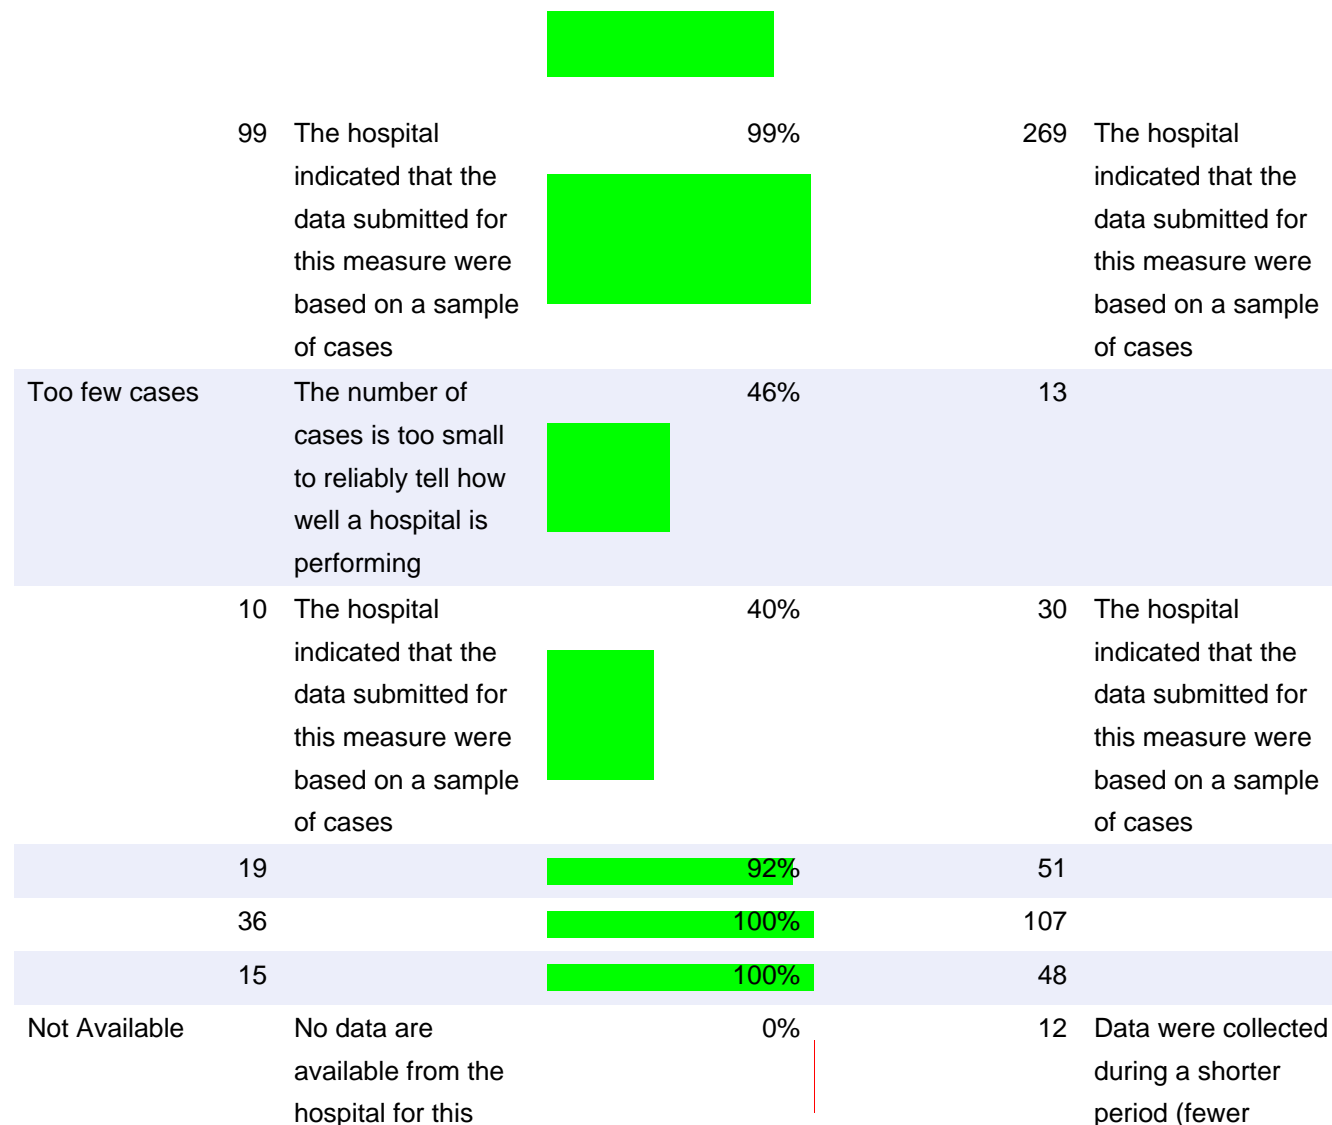 99 The hospital 99% 269 The hospital
indicated that the indicated that the
data submitted for data submitted for
this measure were this measure were
based on a sample based on a sample
of cases of cases
Too few cases The number of 46% 13
cases is too small
to reliably tell how
well a hospital is
performing
10 The hospital 40% 30 The hospital
indicated that the indicated that the
data submitted for data submitted for
this measure were this measure were
based on a sample based on a sample
of cases of cases
19 92% 51
36 100% 107
15 100% 48
Not Available No data are 0% 12 Data were collected
available from the during a shorter
hospital for this period (fewer